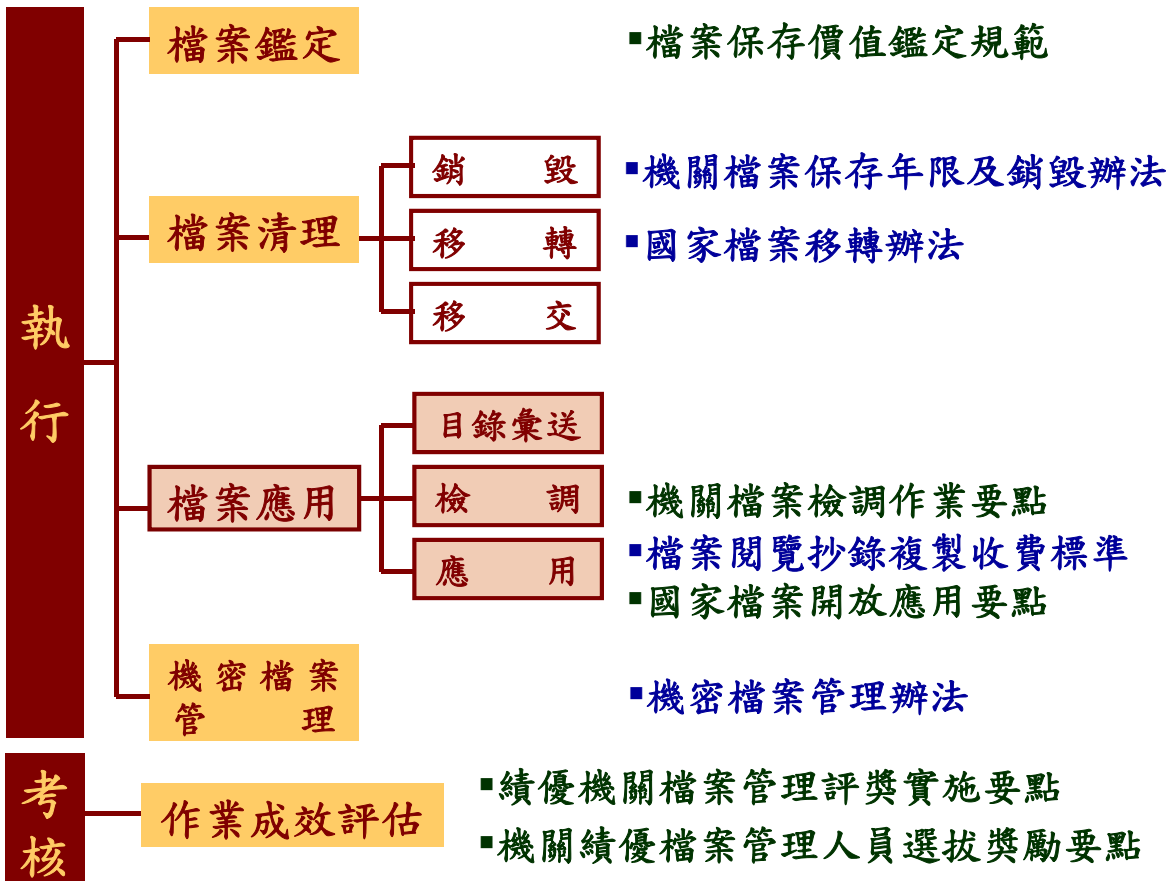 執行
檔案鑑定
▪檔案保存價值鑑定規範
檔案清理
銷 毀
▪機關檔案保存年限及銷毀辦法
移 轉
▪國家檔案移轉辦法
移 交
檔案應用
目錄彙送
檢 調
▪機關檔案檢調作業要點
應 用
▪檔案閱覽抄錄複製收費標準
▪國家檔案開放應用要點
機密檔案
管 理
▪機密檔案管理辦法
考核
作業成效評估
▪績優機關檔案管理評獎實施要點
▪機關績優檔案管理人員選拔獎勵要點